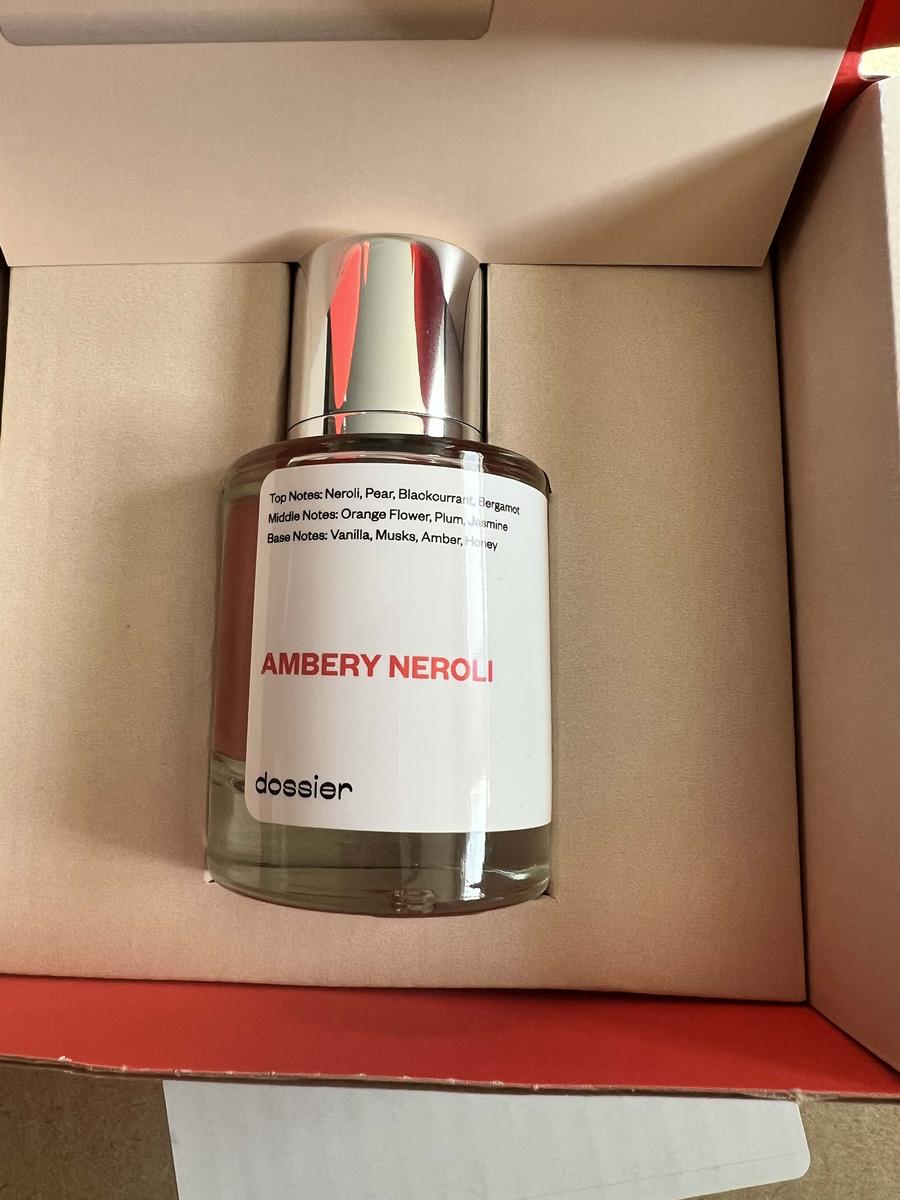 Top Notes: Neroli, Pear, Blackcurrant, Bergamot
Middle Notes: Orange Flower, Plum, Jasmine
Base Notes: Vanilla, Musks, Amber, Honey
AMBERY NEROLI
dossier